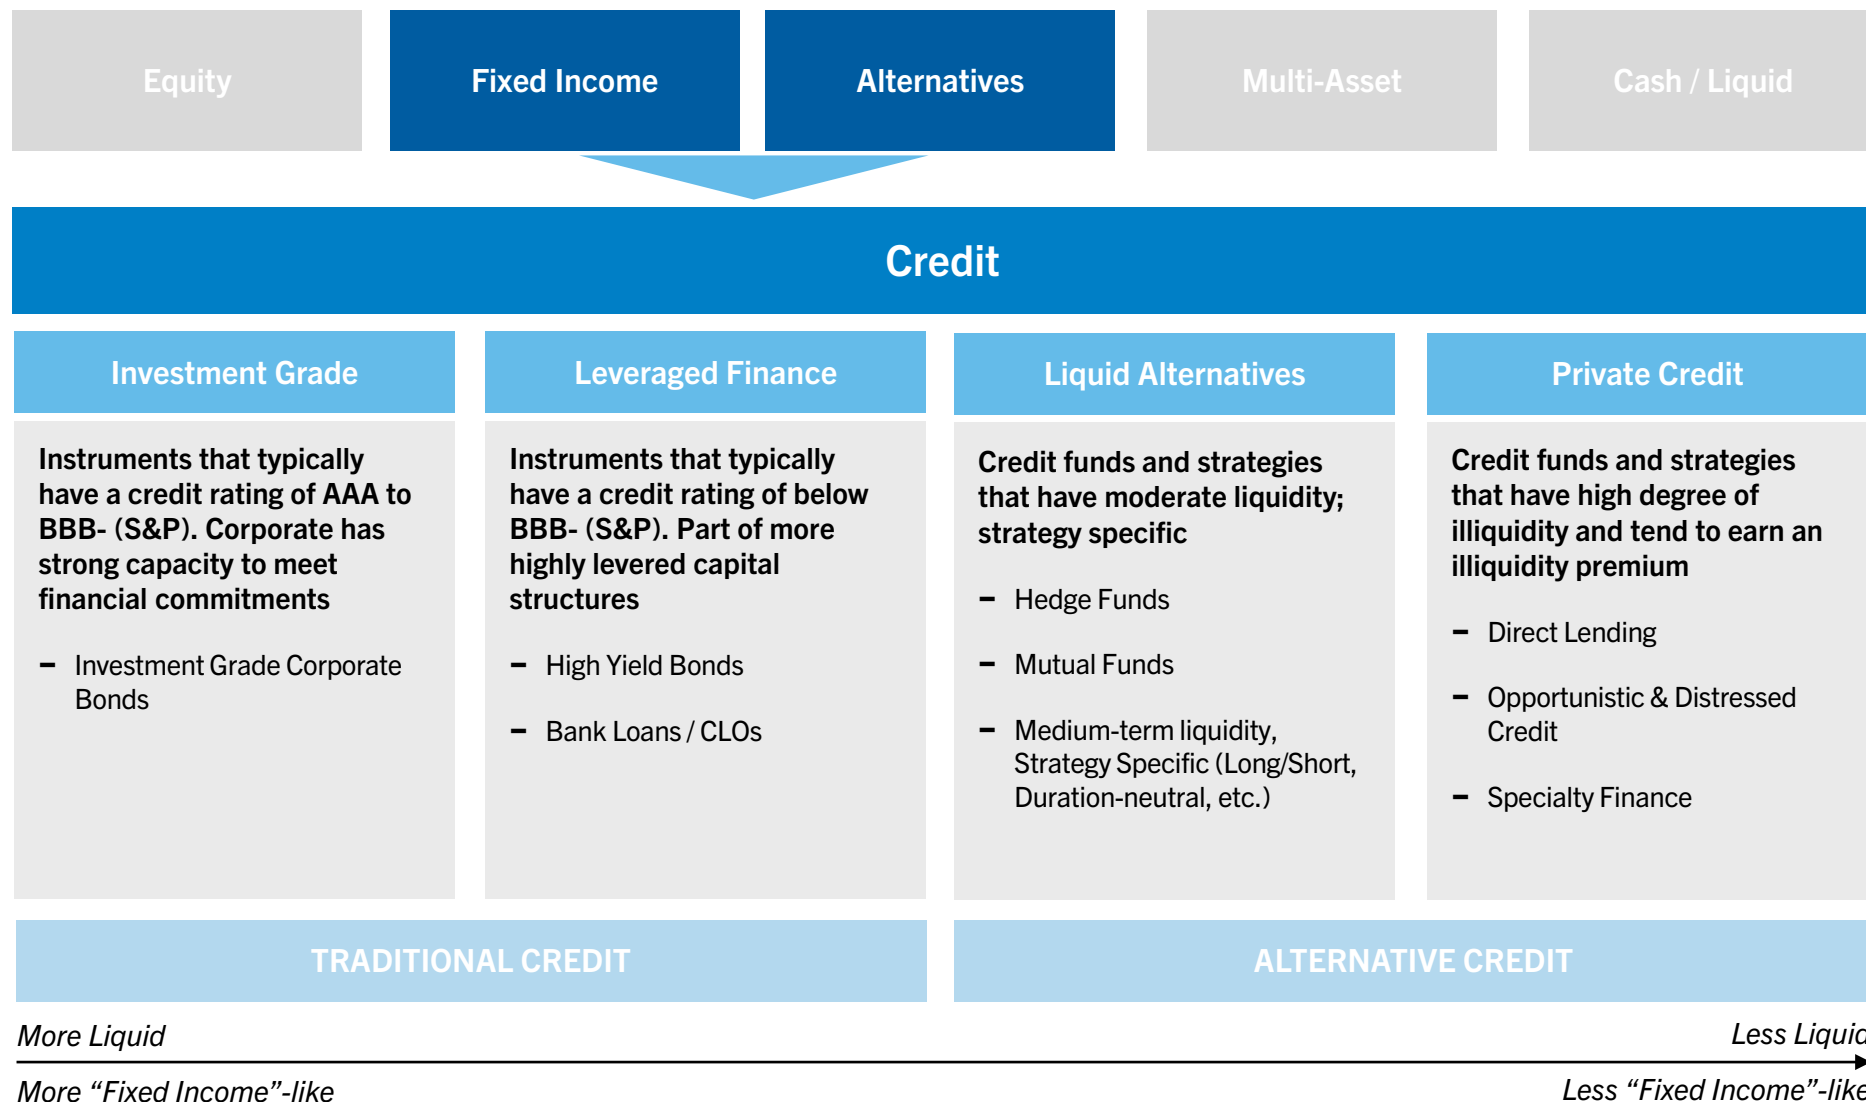 Equity
Fixed Income
Alternatives
Multi-Asset
Cash / Liquid
Credit
Investment Grade
Instruments that typically
have a credit rating of AAA to
BBB- (S&P). Corporate has
strong capacity to meet
financial commitments
– Investment Grade Corporate
Bonds
Leveraged Finance
Instruments that typically
have a credit rating of below
BBB- (S&P). Part of more
highly levered capital
structures
– High Yield Bonds
– Bank Loans / CLOs
Liquid Alternatives
Credit funds and strategies
that have moderate liquidity;
strategy specific
– Hedge Funds
– Mutual Funds
– Medium-term liquidity,
Strategy Specific (Long/Short,
Duration-neutral, etc.)
Private Credit
Credit funds and strategies
that have high degree of
illiquidity and tend to earn an
illiquidity premium
– Direct Lending
– Opportunistic & Distressed
Credit
– Specialty Finance
TRADITIONAL CREDIT
ALTERNATIVE CREDIT
More Liquid
Less Liquid
More “Fixed Income”-like
Less “Fixed Income”-like